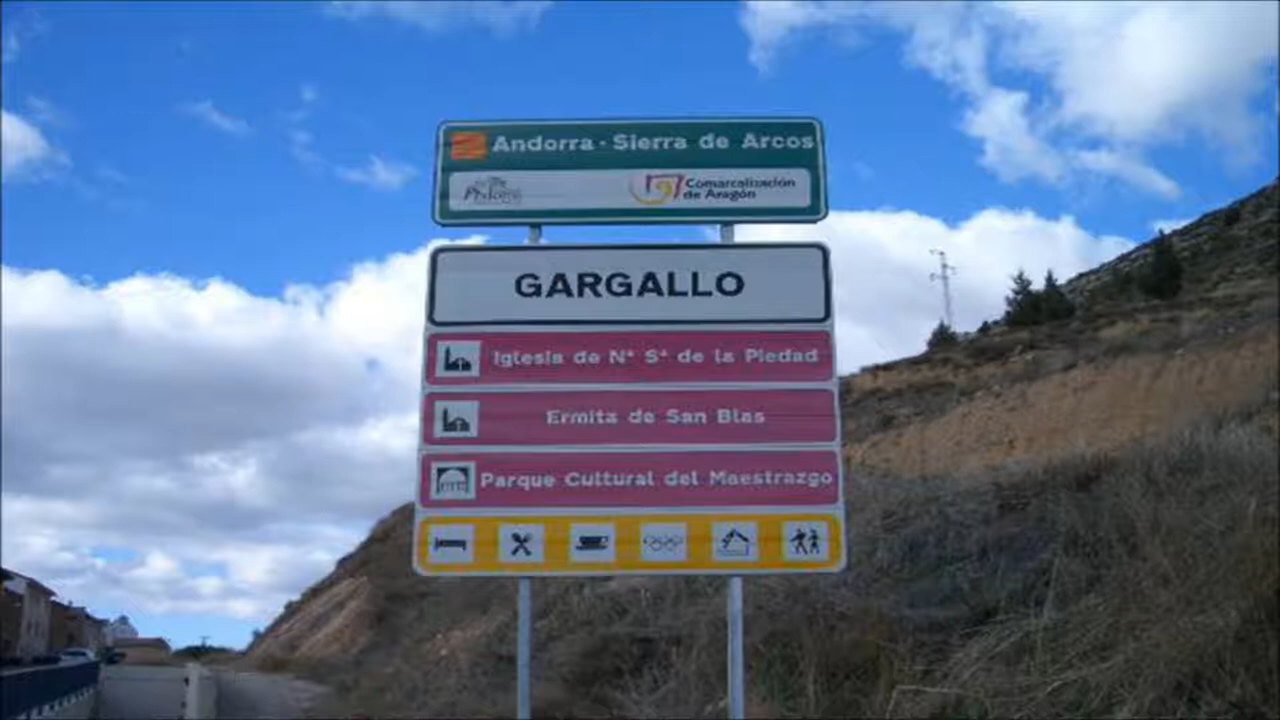 Andorra - Sierra de Arcos
Comarcalización
de Aragón
GARGALLO
Iglesia de Nª Sª de la Piedad
Ermita de San Blas
Parque Cultural del Maestrazgo